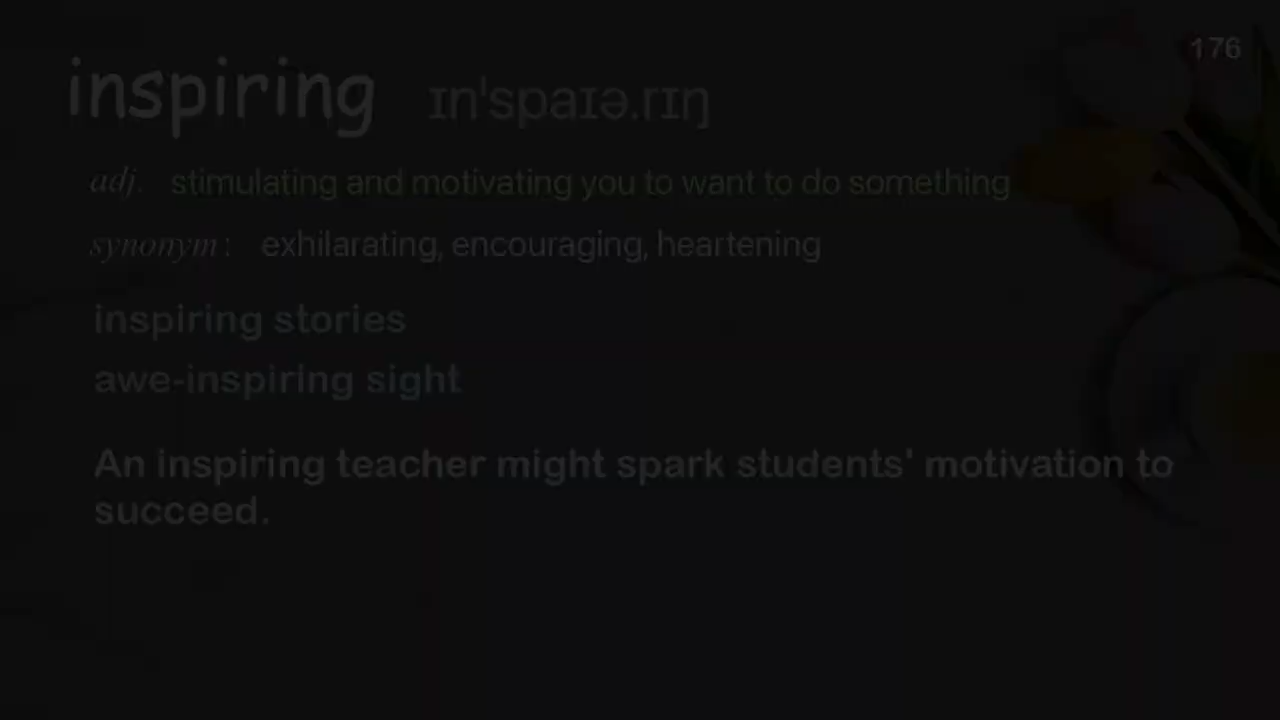 176
inspiring ɪnˈspaɪə.rɪŋ
adj. stimulating and motivating you to want to do something
synonym: exhilarating, encouraging, heartening
inspiring stories
awe-inspiring sight
An inspiring teacher might spark students' motivation to
succeed.